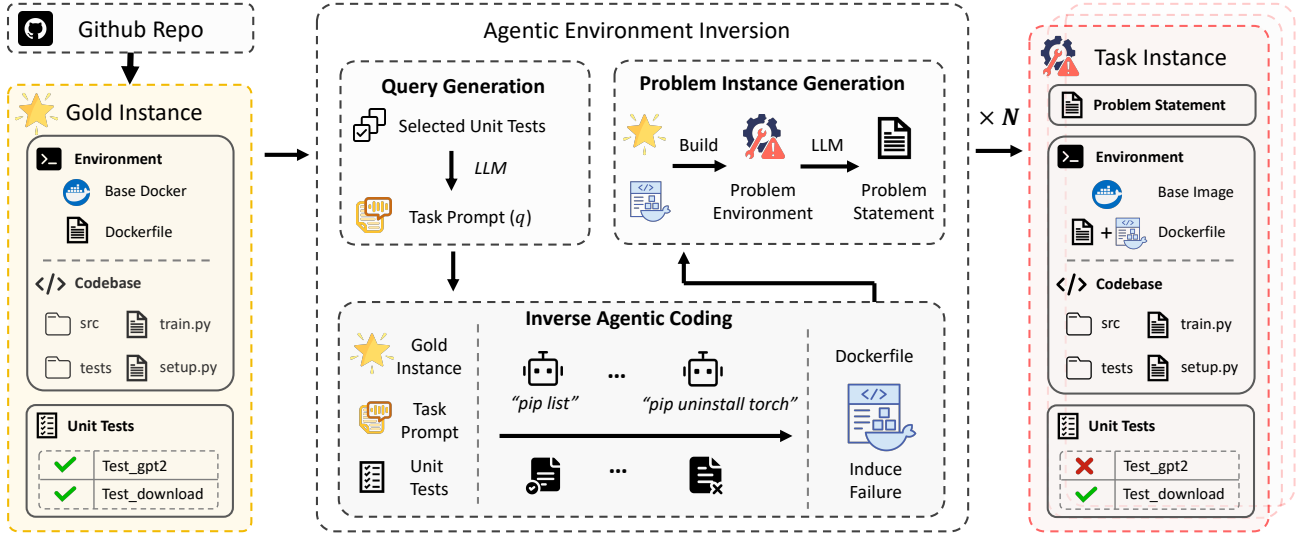 Github Repo
Gold Instance
Environment
Base Docker
Dockerfile
</> Codebase
src
train.py
tests
setup.py
Unit Tests
Test_gpt2
Test_download
Agentic Environment Inversion
Query Generation
Selected Unit Tests
LLM
Task Prompt (q)
Problem Instance Generation
Build
LLM
</>
Problem
Environment
Problem
Statement
Inverse Agentic Coding
Gold
Instance
Task
Prompt
Unit
Tests
...
“pip list”
“pip uninstall torch”
...
Dockerfile
</>
Induce
Failure
× N
Task Instance
Problem Statement
Environment
Base Image
+
</>
Dockerfile
</> Codebase
src
train.py
tests
setup.py
Unit Tests
Test_gpt2
Test_download